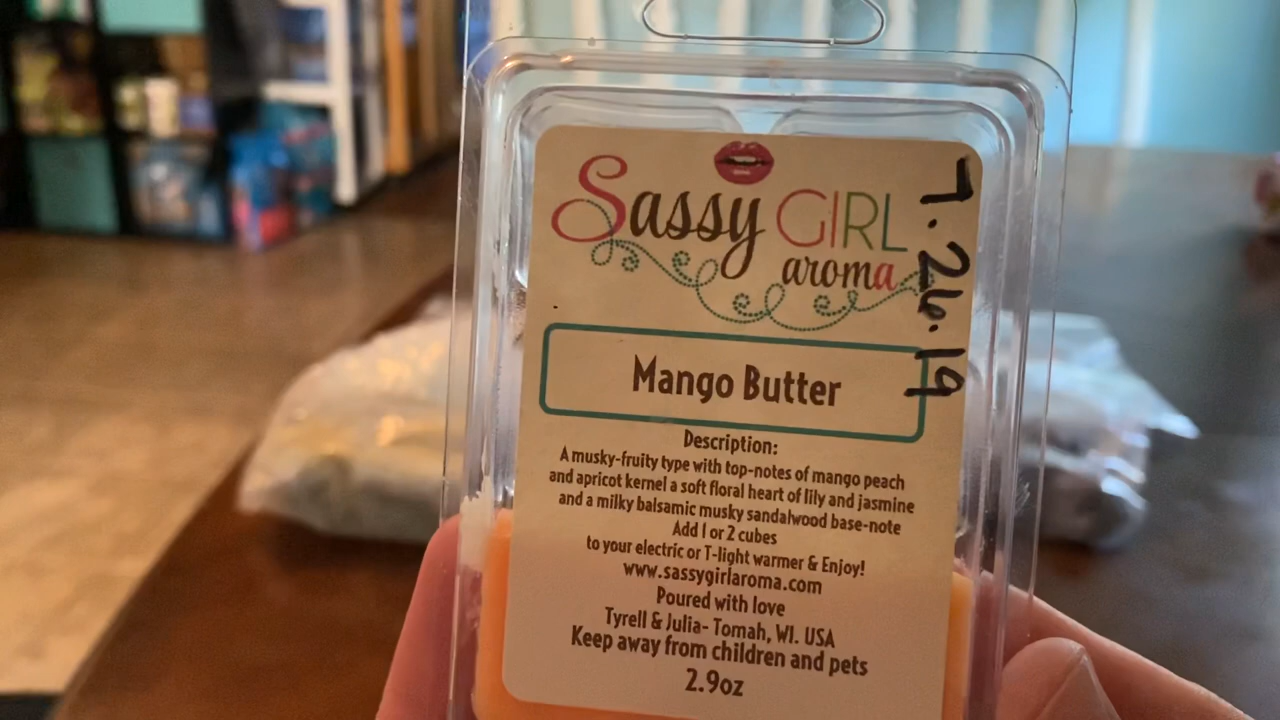 Sassy GIRL
aroma
7.26.19
Mango Butter
Description:
A musky-fruity type with top-notes of mango peach
and apricot kernel a soft floral heart of lily and jasmine
and a milky balsamic musky sandalwood base-note
Add 1 or 2 cubes
to your electric or T-light warmer & Enjoy!
www.sassygirlaroma.com
Poured with love
Tyrell & Julia- Tomah, WI. USA
Keep away from children and pets
2.9oz